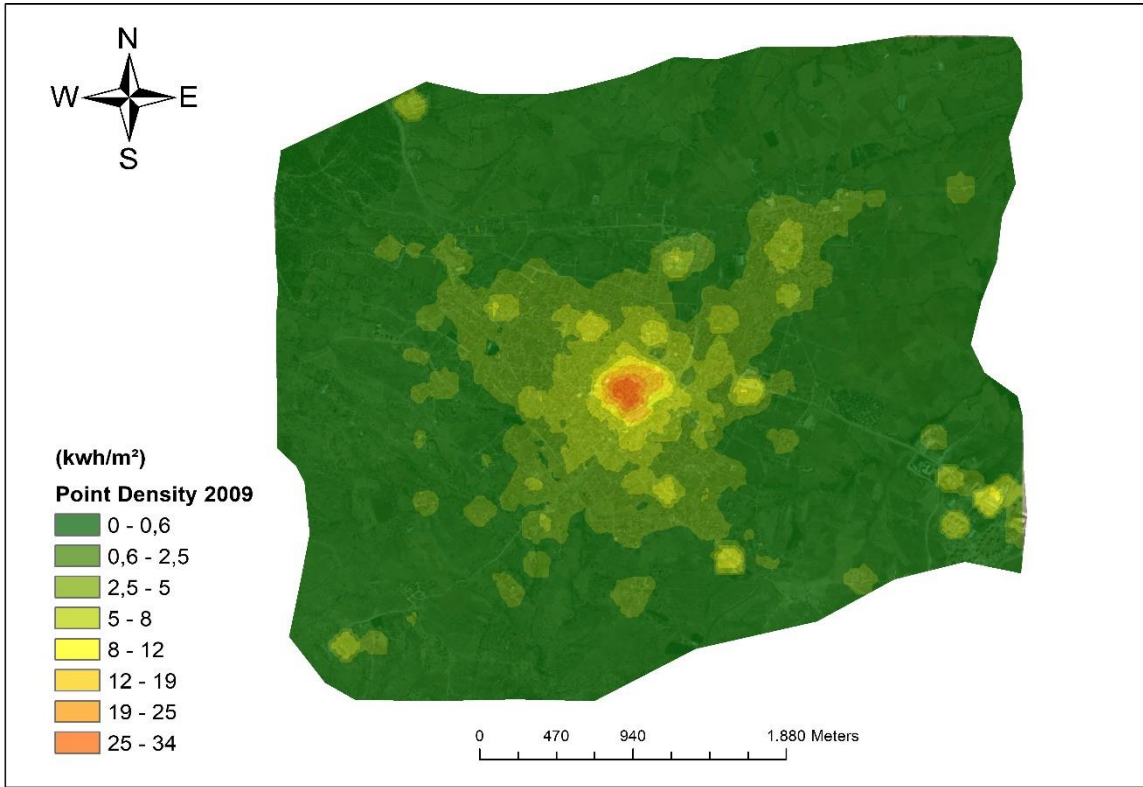 N
W E
S
(kwh/m²)
Point Density 2009
0 - 0,6
0,6 - 2,5
2,5 - 5
5 - 8
8 - 12
12 - 19
19 - 25
25 - 34
0 470 940 1.880 Meters